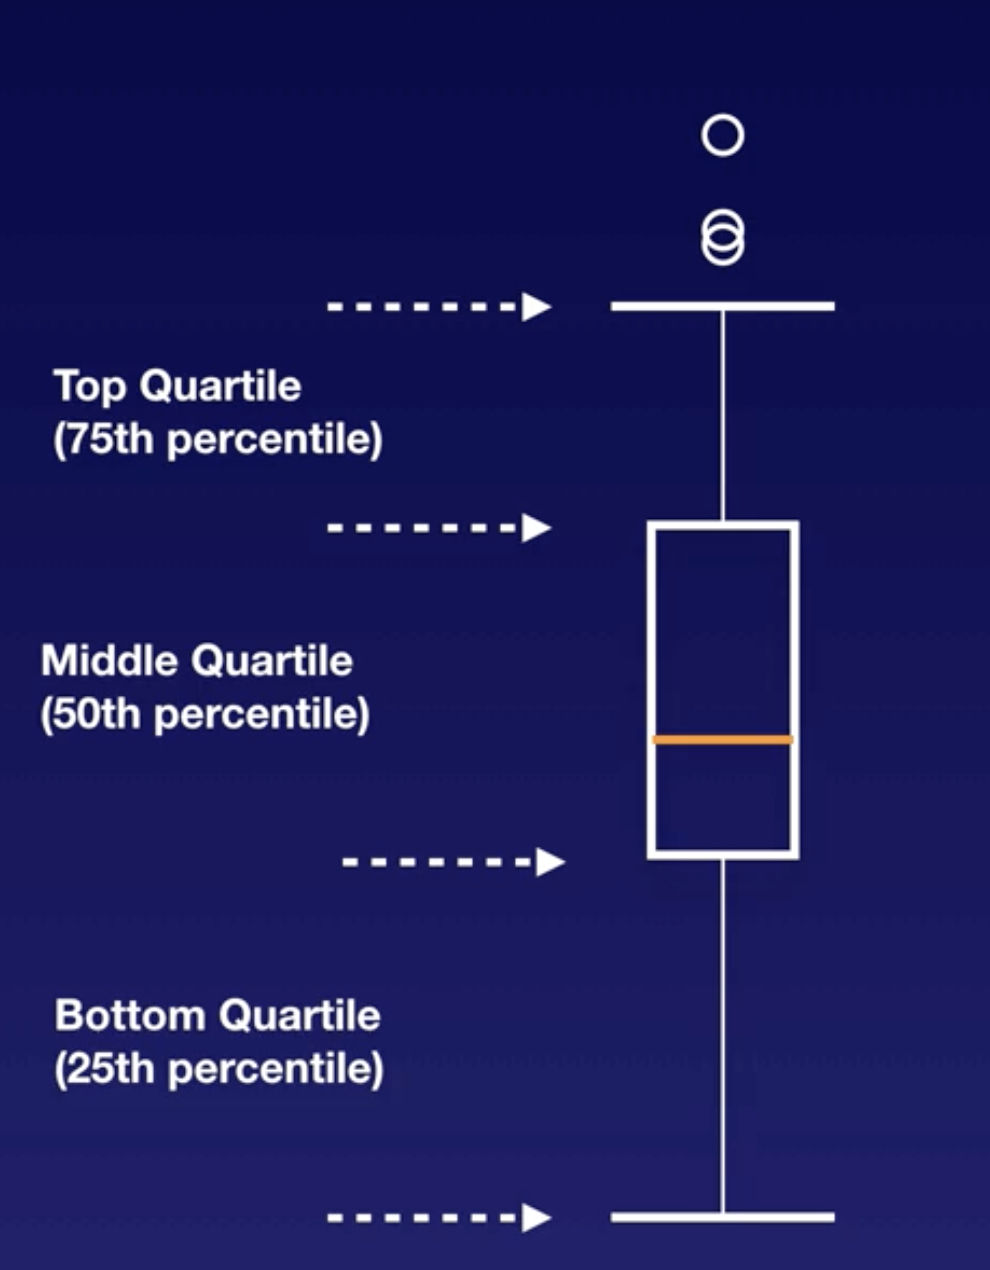 Top Quartile
(75th percentile)
Middle Quartile
(50th percentile)
Bottom Quartile
(25th percentile)